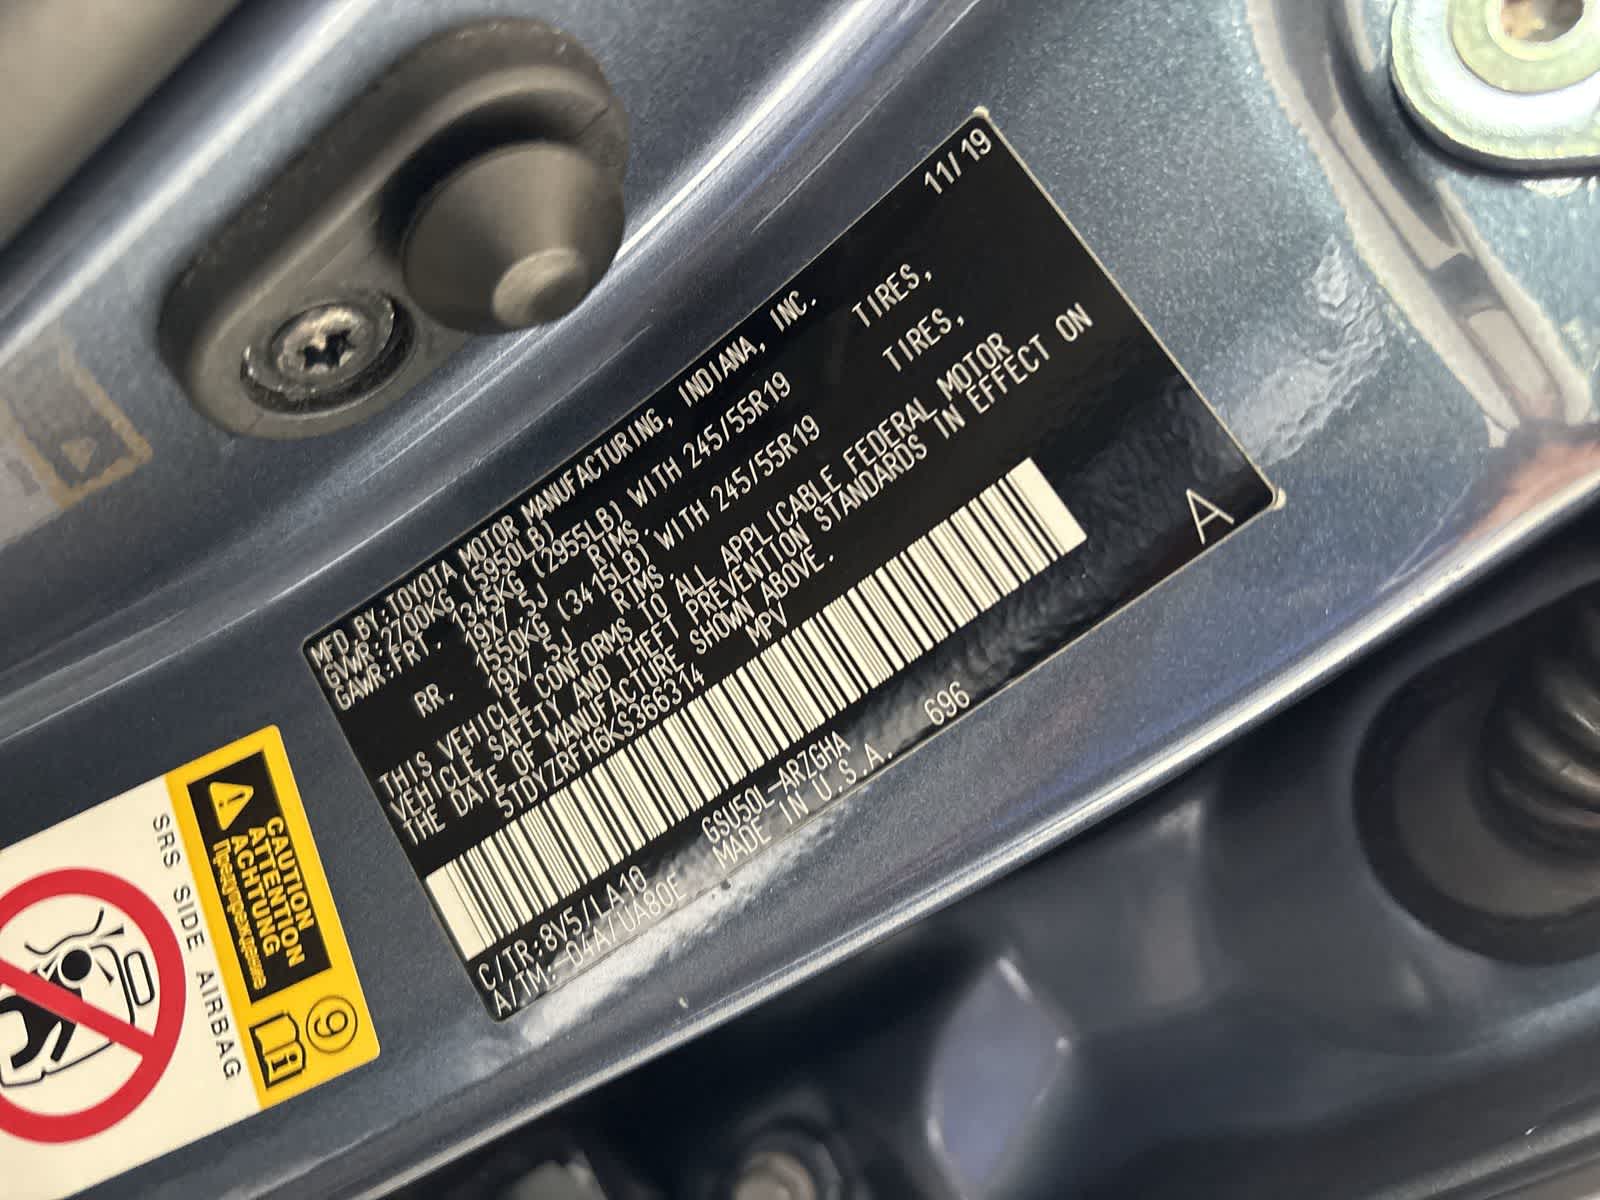 11/19
MFD. BY: TOYOTA MOTOR MANUFACTURING, INDIANA, INC.
GVWR: 2700KG (5950LB)
GAWR: FRT. 1345KG (2955LB) WITH 245/55R19 TIRES,
19X7.5J RIMS,
RR. 1550KG (3415LB) WITH 245/55R19 TIRES,
19X7.5J RIMS.
THIS VEHICLE CONFORMS TO ALL APPLICABLE FEDERAL MOTOR
VEHICLE SAFETY AND THEFT PREVENTION STANDARDS IN EFFECT ON
THE DATE OF MANUFACTURE SHOWN ABOVE.
5TDYZRFH6KS366314 MPV
A
C/TR: 8V5/LA10 GSU50L-ARZGHA
A/TM: -04A/UA80F MADE IN U.S.A. 696
CAUTION
ATTENTION
ACHTUNG
Предупреждение
9
i
SRS SIDE AIRBAG